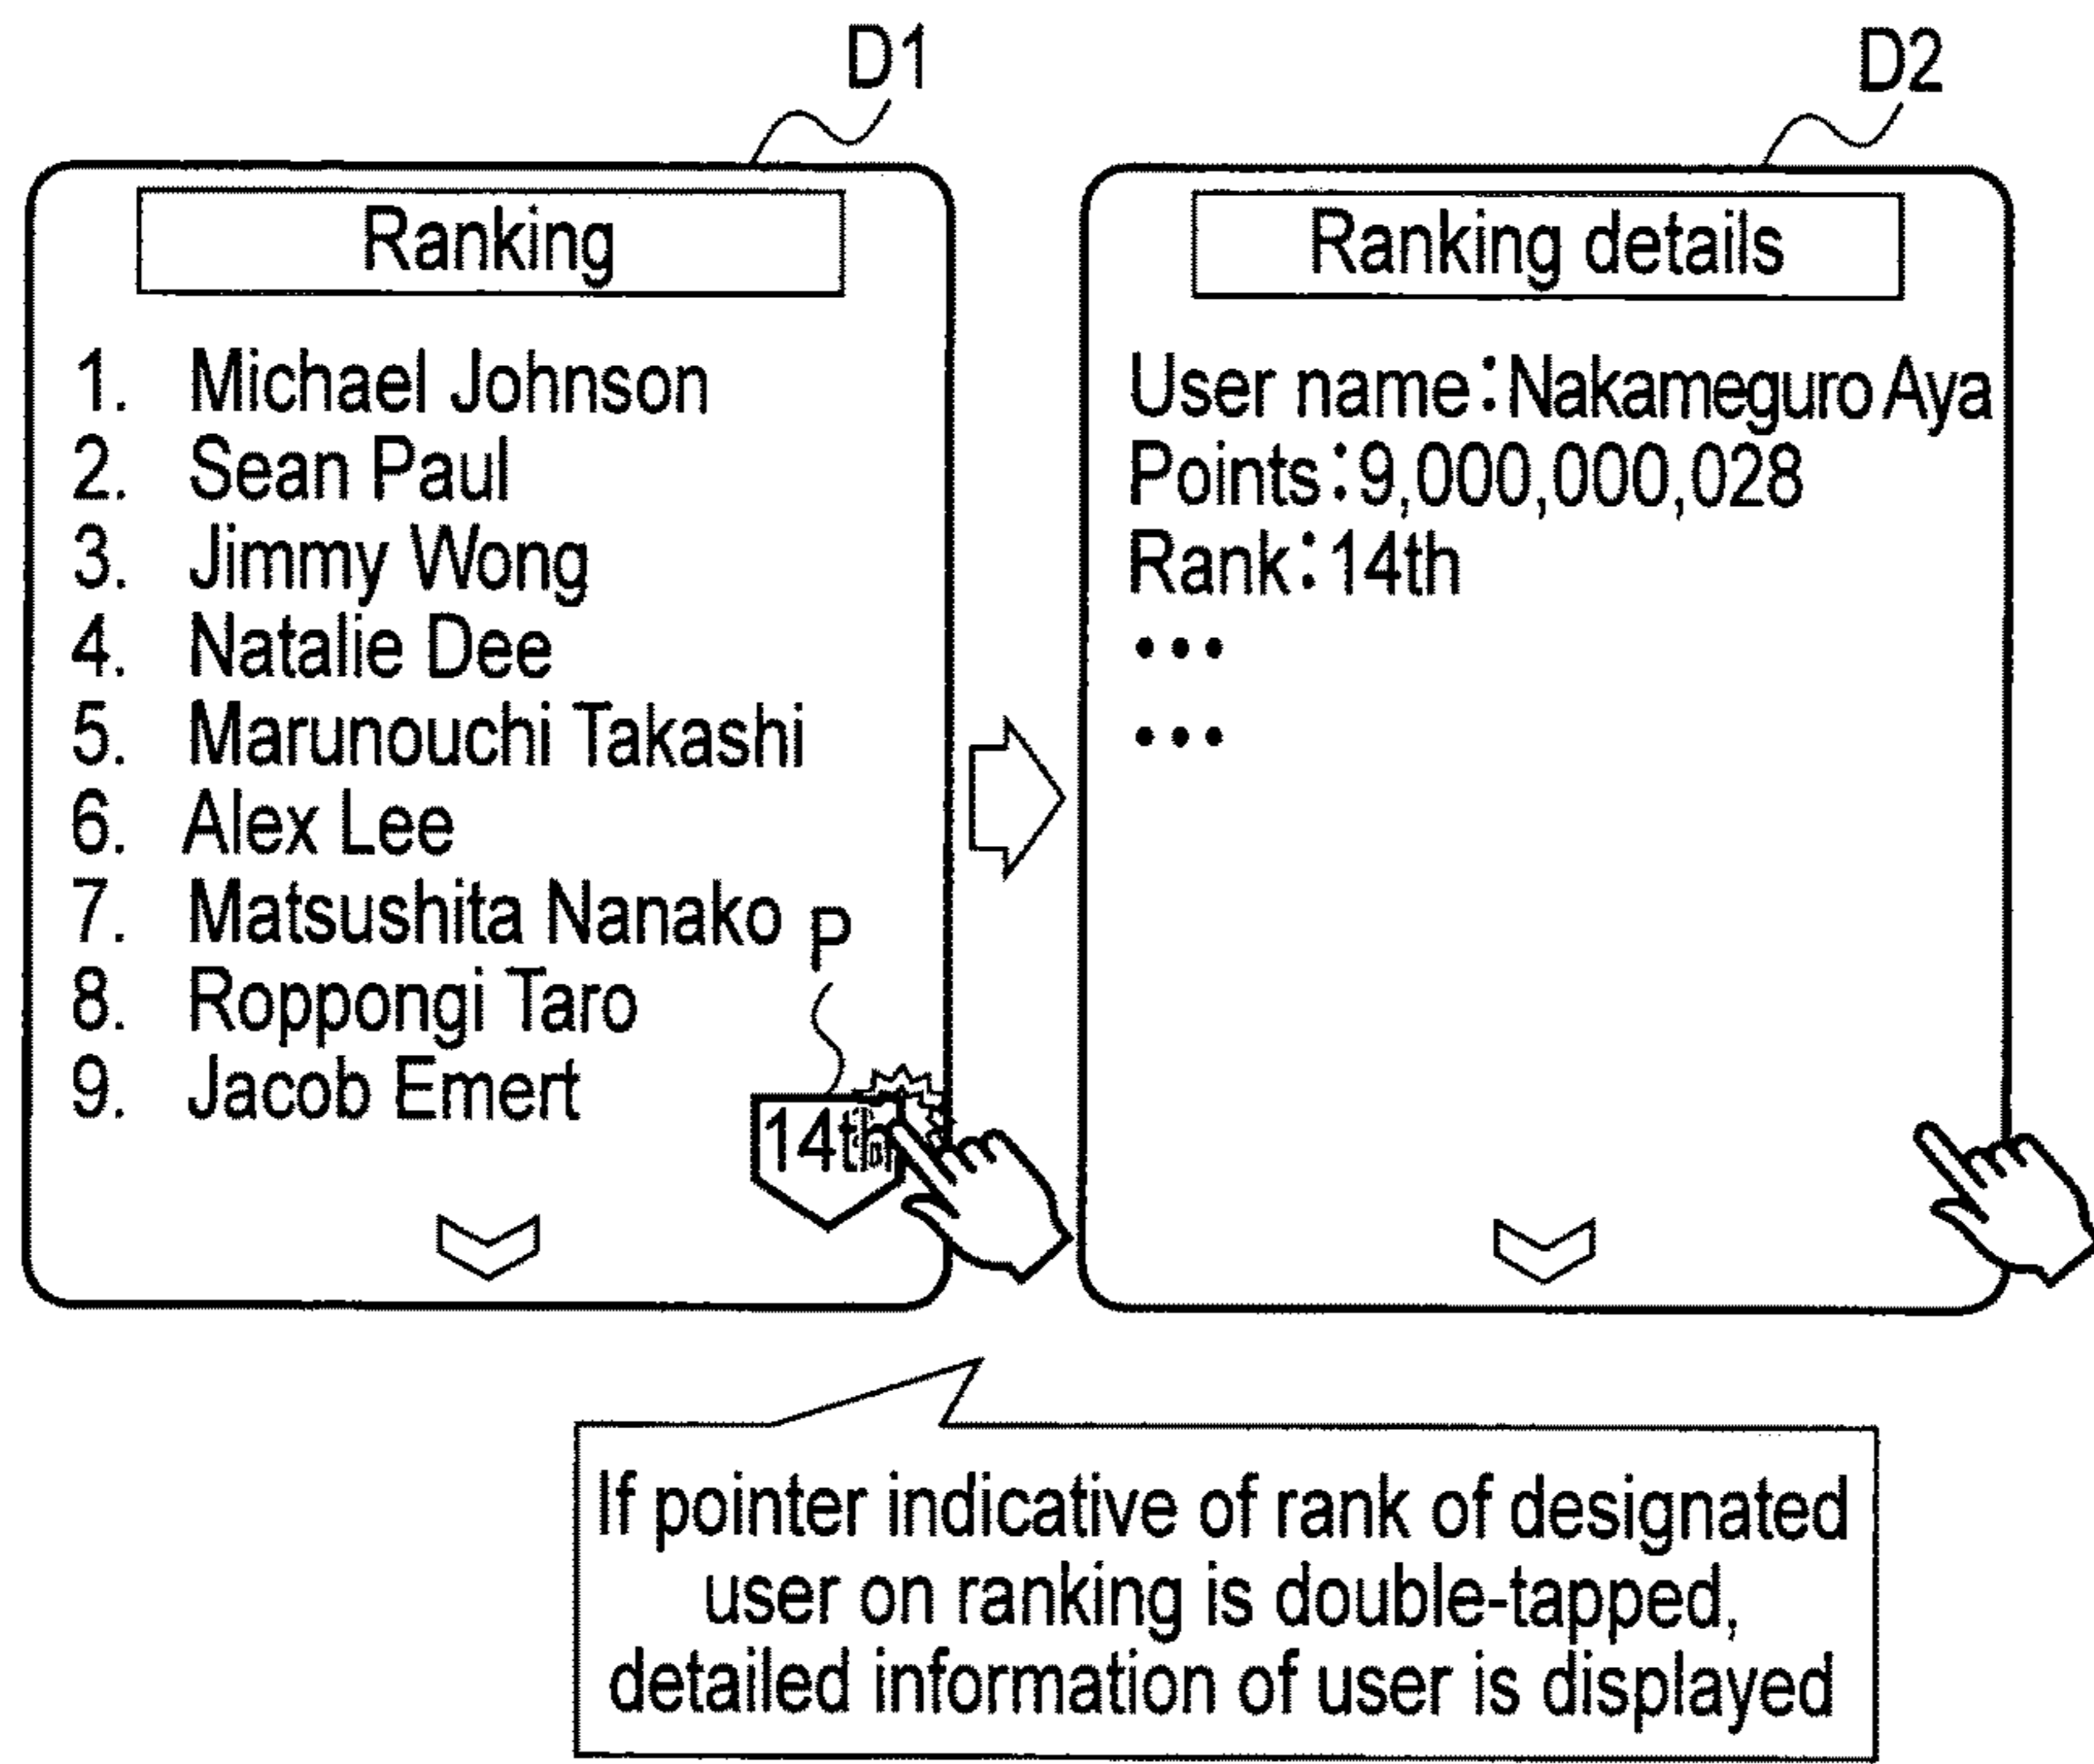 D1
Ranking
1. Michael Johnson
2. Sean Paul
3. Jimmy Wong
4. Natalie Dee
5. Marunouchi Takashi
6. Alex Lee
7. Matsushita Nanako
8. Roppongi Taro
9. Jacob Emert
P
14th
D2
Ranking details
User name:Nakameguro Aya
Points:9,000,000,028
Rank:14th
•••
•••
If pointer indicative of rank of designated
user on ranking is double-tapped,
detailed information of user is displayed